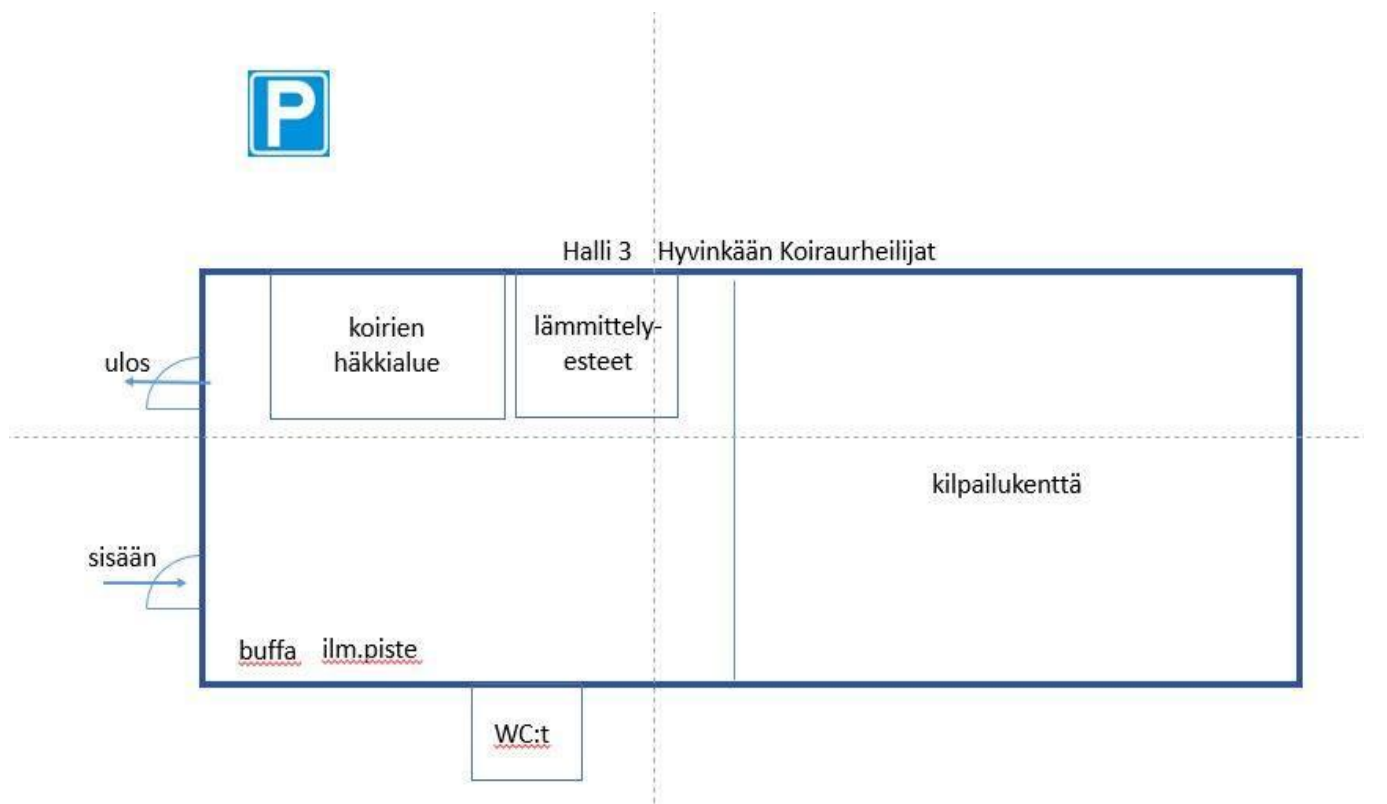 P
Halli 3 Hyvinkään Koiraurheilijat
koirien
häkkialue
lämmittely-
esteet
ulos
kilpailukenttä
sisään
buffa ilm.piste
WC:t